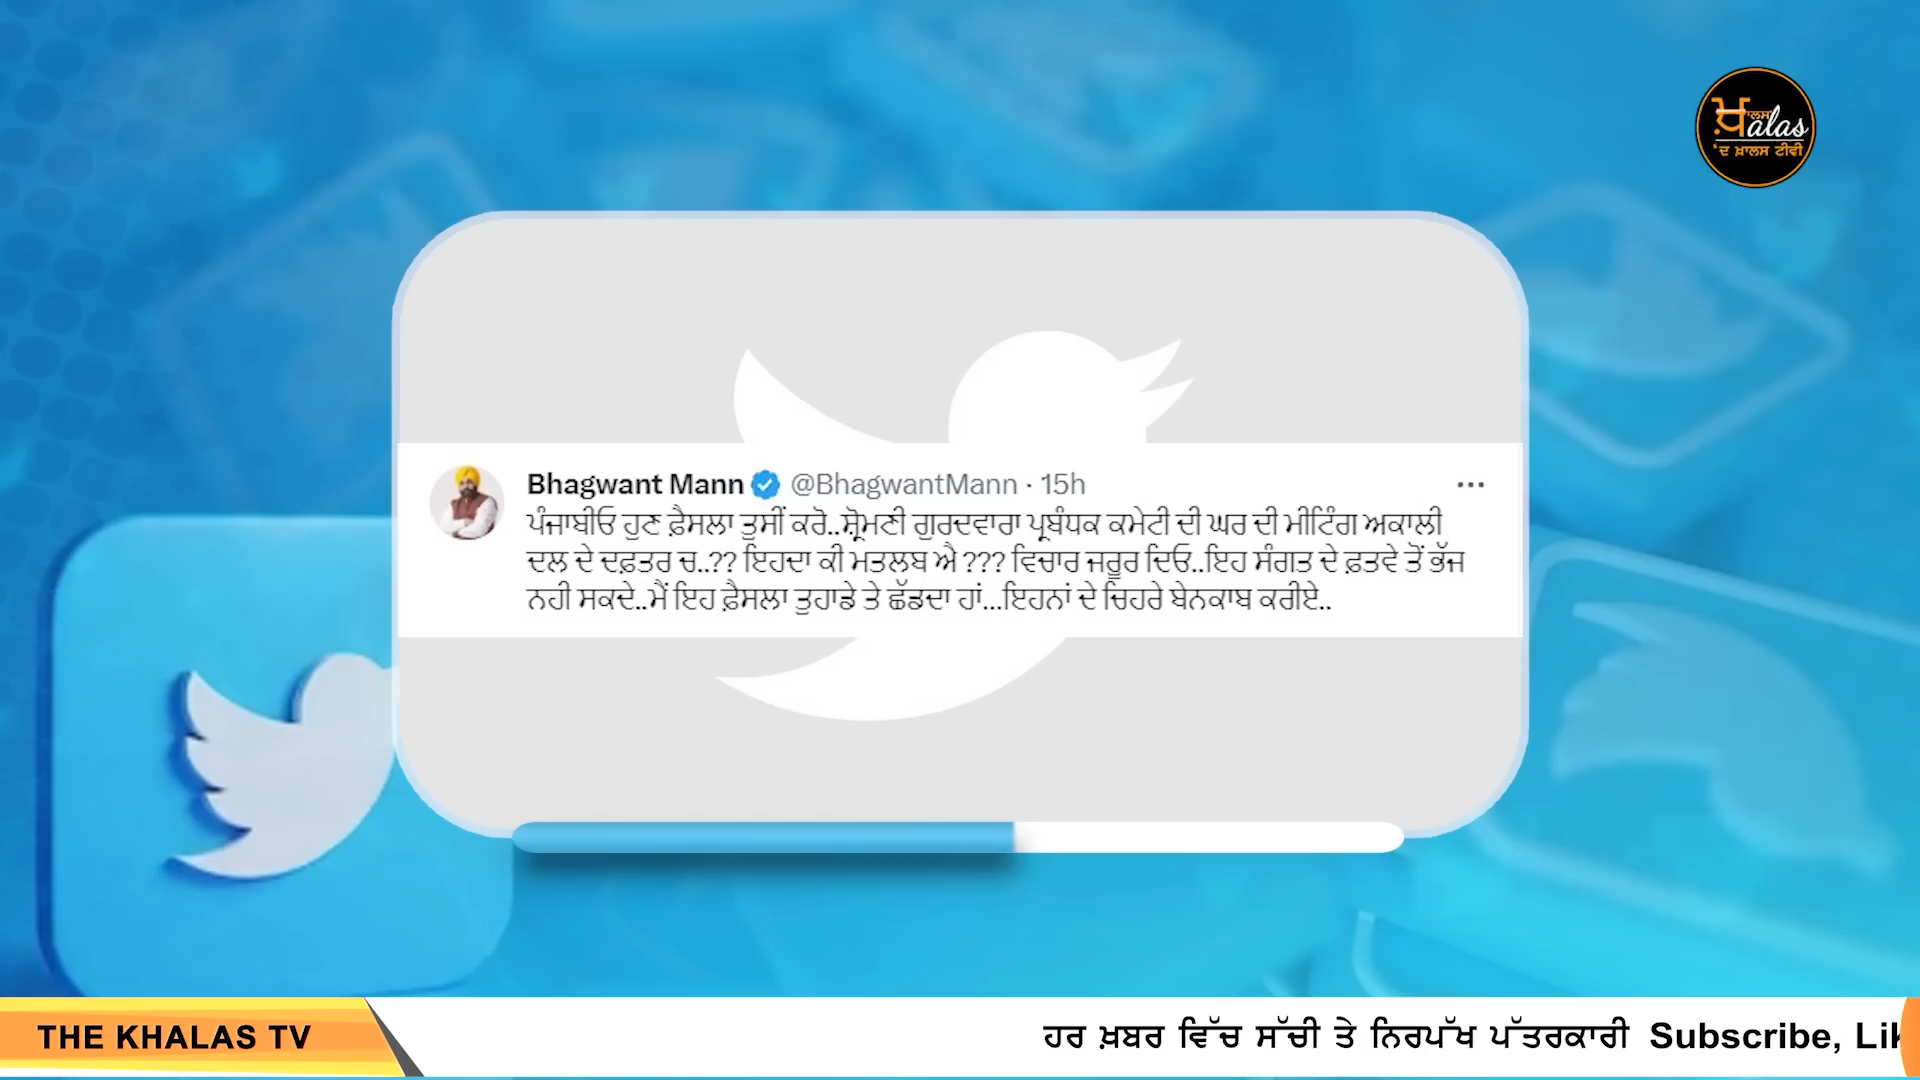 ਖ਼ਾਲਸ alas
'ਦ ਖ਼ਾਲਸ ਟੀਵੀ
Bhagwant Mann @BhagwantMann · 15h
ਪੰਜਾਬੀਓ ਹੁਣ ਫ਼ੈਸਲਾ ਤੁਸੀਂ ਕਰੋ..ਸ਼੍ਰੋਮਣੀ ਗੁਰਦਵਾਰਾ ਪ੍ਰਬੰਧਕ ਕਮੇਟੀ ਦੀ ਘਰ ਦੀ ਮੀਟਿੰਗ ਅਕਾਲੀ
ਦਲ ਦੇ ਦਫ਼ਤਰ ਚ..?? ਇਹਦਾ ਕੀ ਮਤਲਬ ਐ ??? ਵਿਚਾਰ ਜਰੂਰ ਦਿਓ..ਇਹ ਸੰਗਤ ਦੇ ਫ਼ਤਵੇ ਤੋਂ ਭੱਜ
ਨਹੀ ਸਕਦੇ..ਮੈਂ ਇਹ ਫ਼ੈਸਲਾ ਤੁਹਾਡੇ ਤੇ ਛੱਡਦਾ ਹਾਂ...ਇਹਨਾਂ ਦੇ ਚਿਹਰੇ ਬੇਨਕਾਬ ਕਰੀਏ..
THE KHALAS TV
ਹਰ ਖ਼ਬਰ ਵਿੱਚ ਸੱਚੀ ਤੇ ਨਿਰਪੱਖ ਪੱਤਰਕਾਰੀ Subscribe, Lik